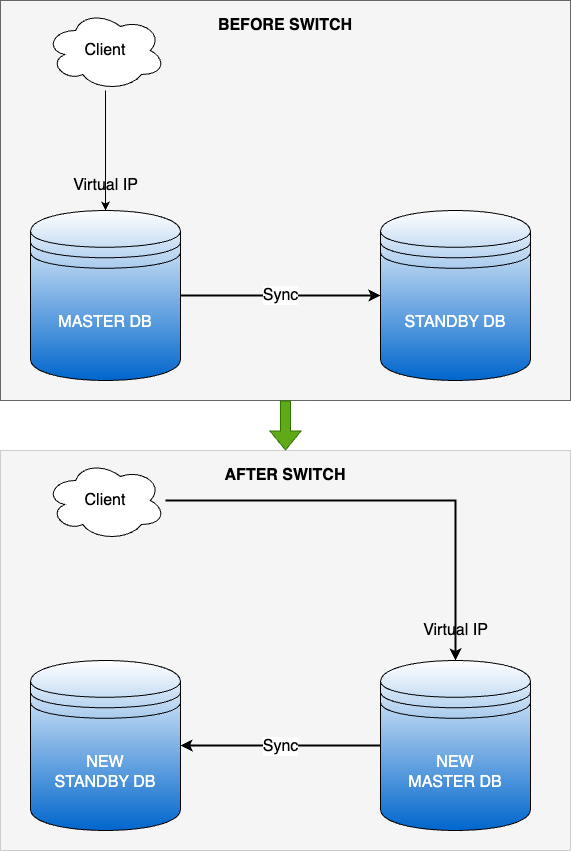 BEFORE SWITCH
Client
Virtual IP
MASTER DB
Sync
STANDBY DB
AFTER SWITCH
Client
Virtual IP
NEW
STANDBY DB
Sync
NEW
MASTER DB